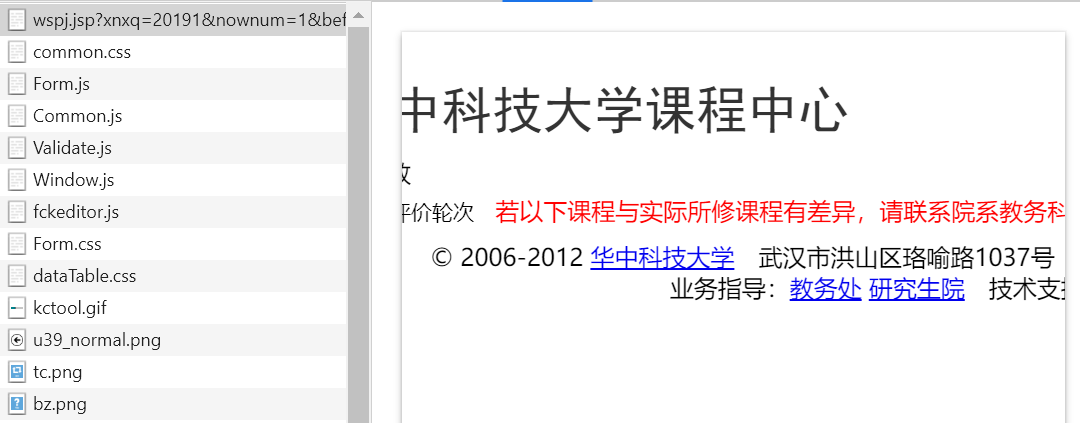 wspj.jsp?xnxq=20191&nownum=1&bef
common.css
Form.js
Common.js
Validate.js
Window.js
fckeditor.js
Form.css
dataTable.css
kctool.gif
u39_normal.png
tc.png
bz.png
中科技大学课程中心
评价轮次 若以下课程与实际所修课程有差异，请联系院系教务科
© 2006-2012 华中科技大学 武汉市洪山区珞喻路1037号
业务指导：教务处 研究生院 技术支持